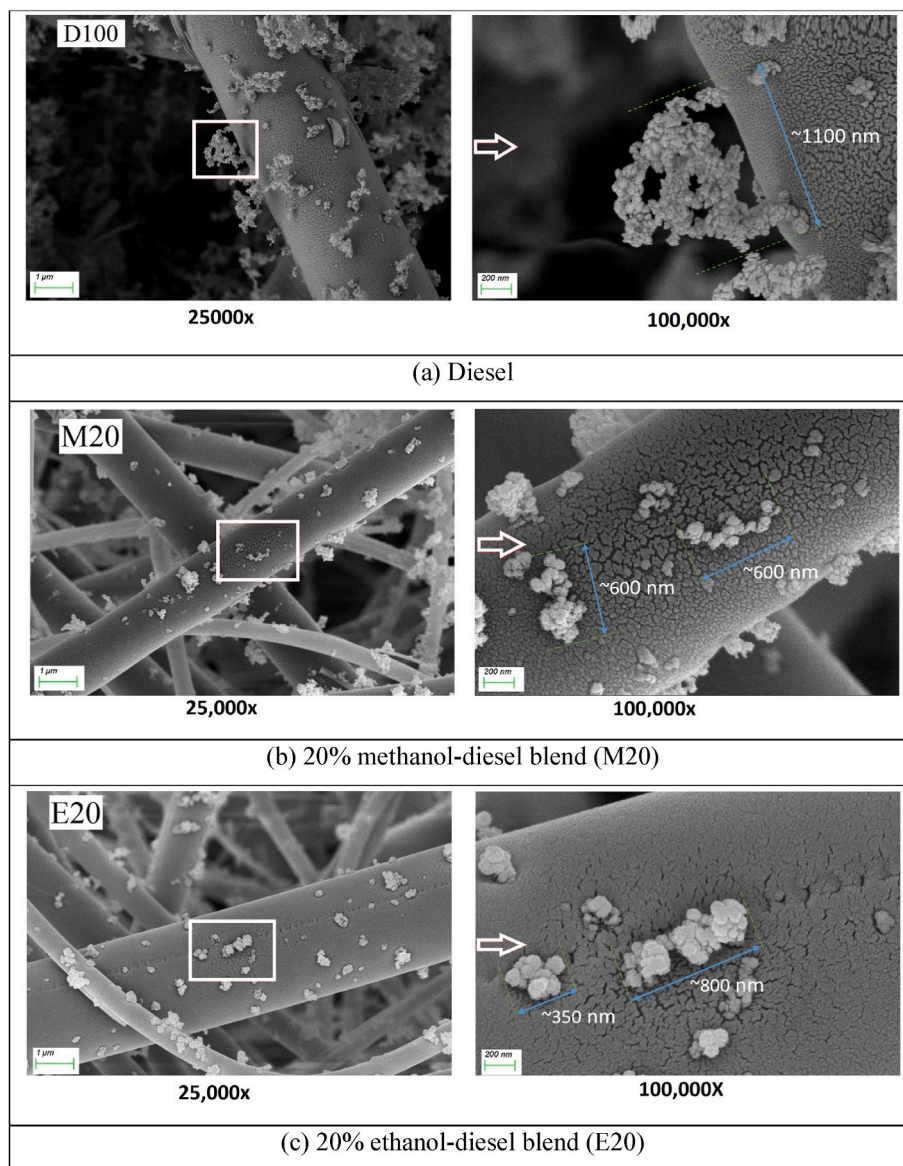 D100
1 µm
25000x
~1100 nm
200 nm
100,000x
(a) Diesel
M20
1 µm
25,000x
~600 nm
~600 nm
200 nm
100,000x
(b) 20% methanol-diesel blend (M20)
E20
1 µm
25,000x
~350 nm
~800 nm
200 nm
100,000X
(c) 20% ethanol-diesel blend (E20)